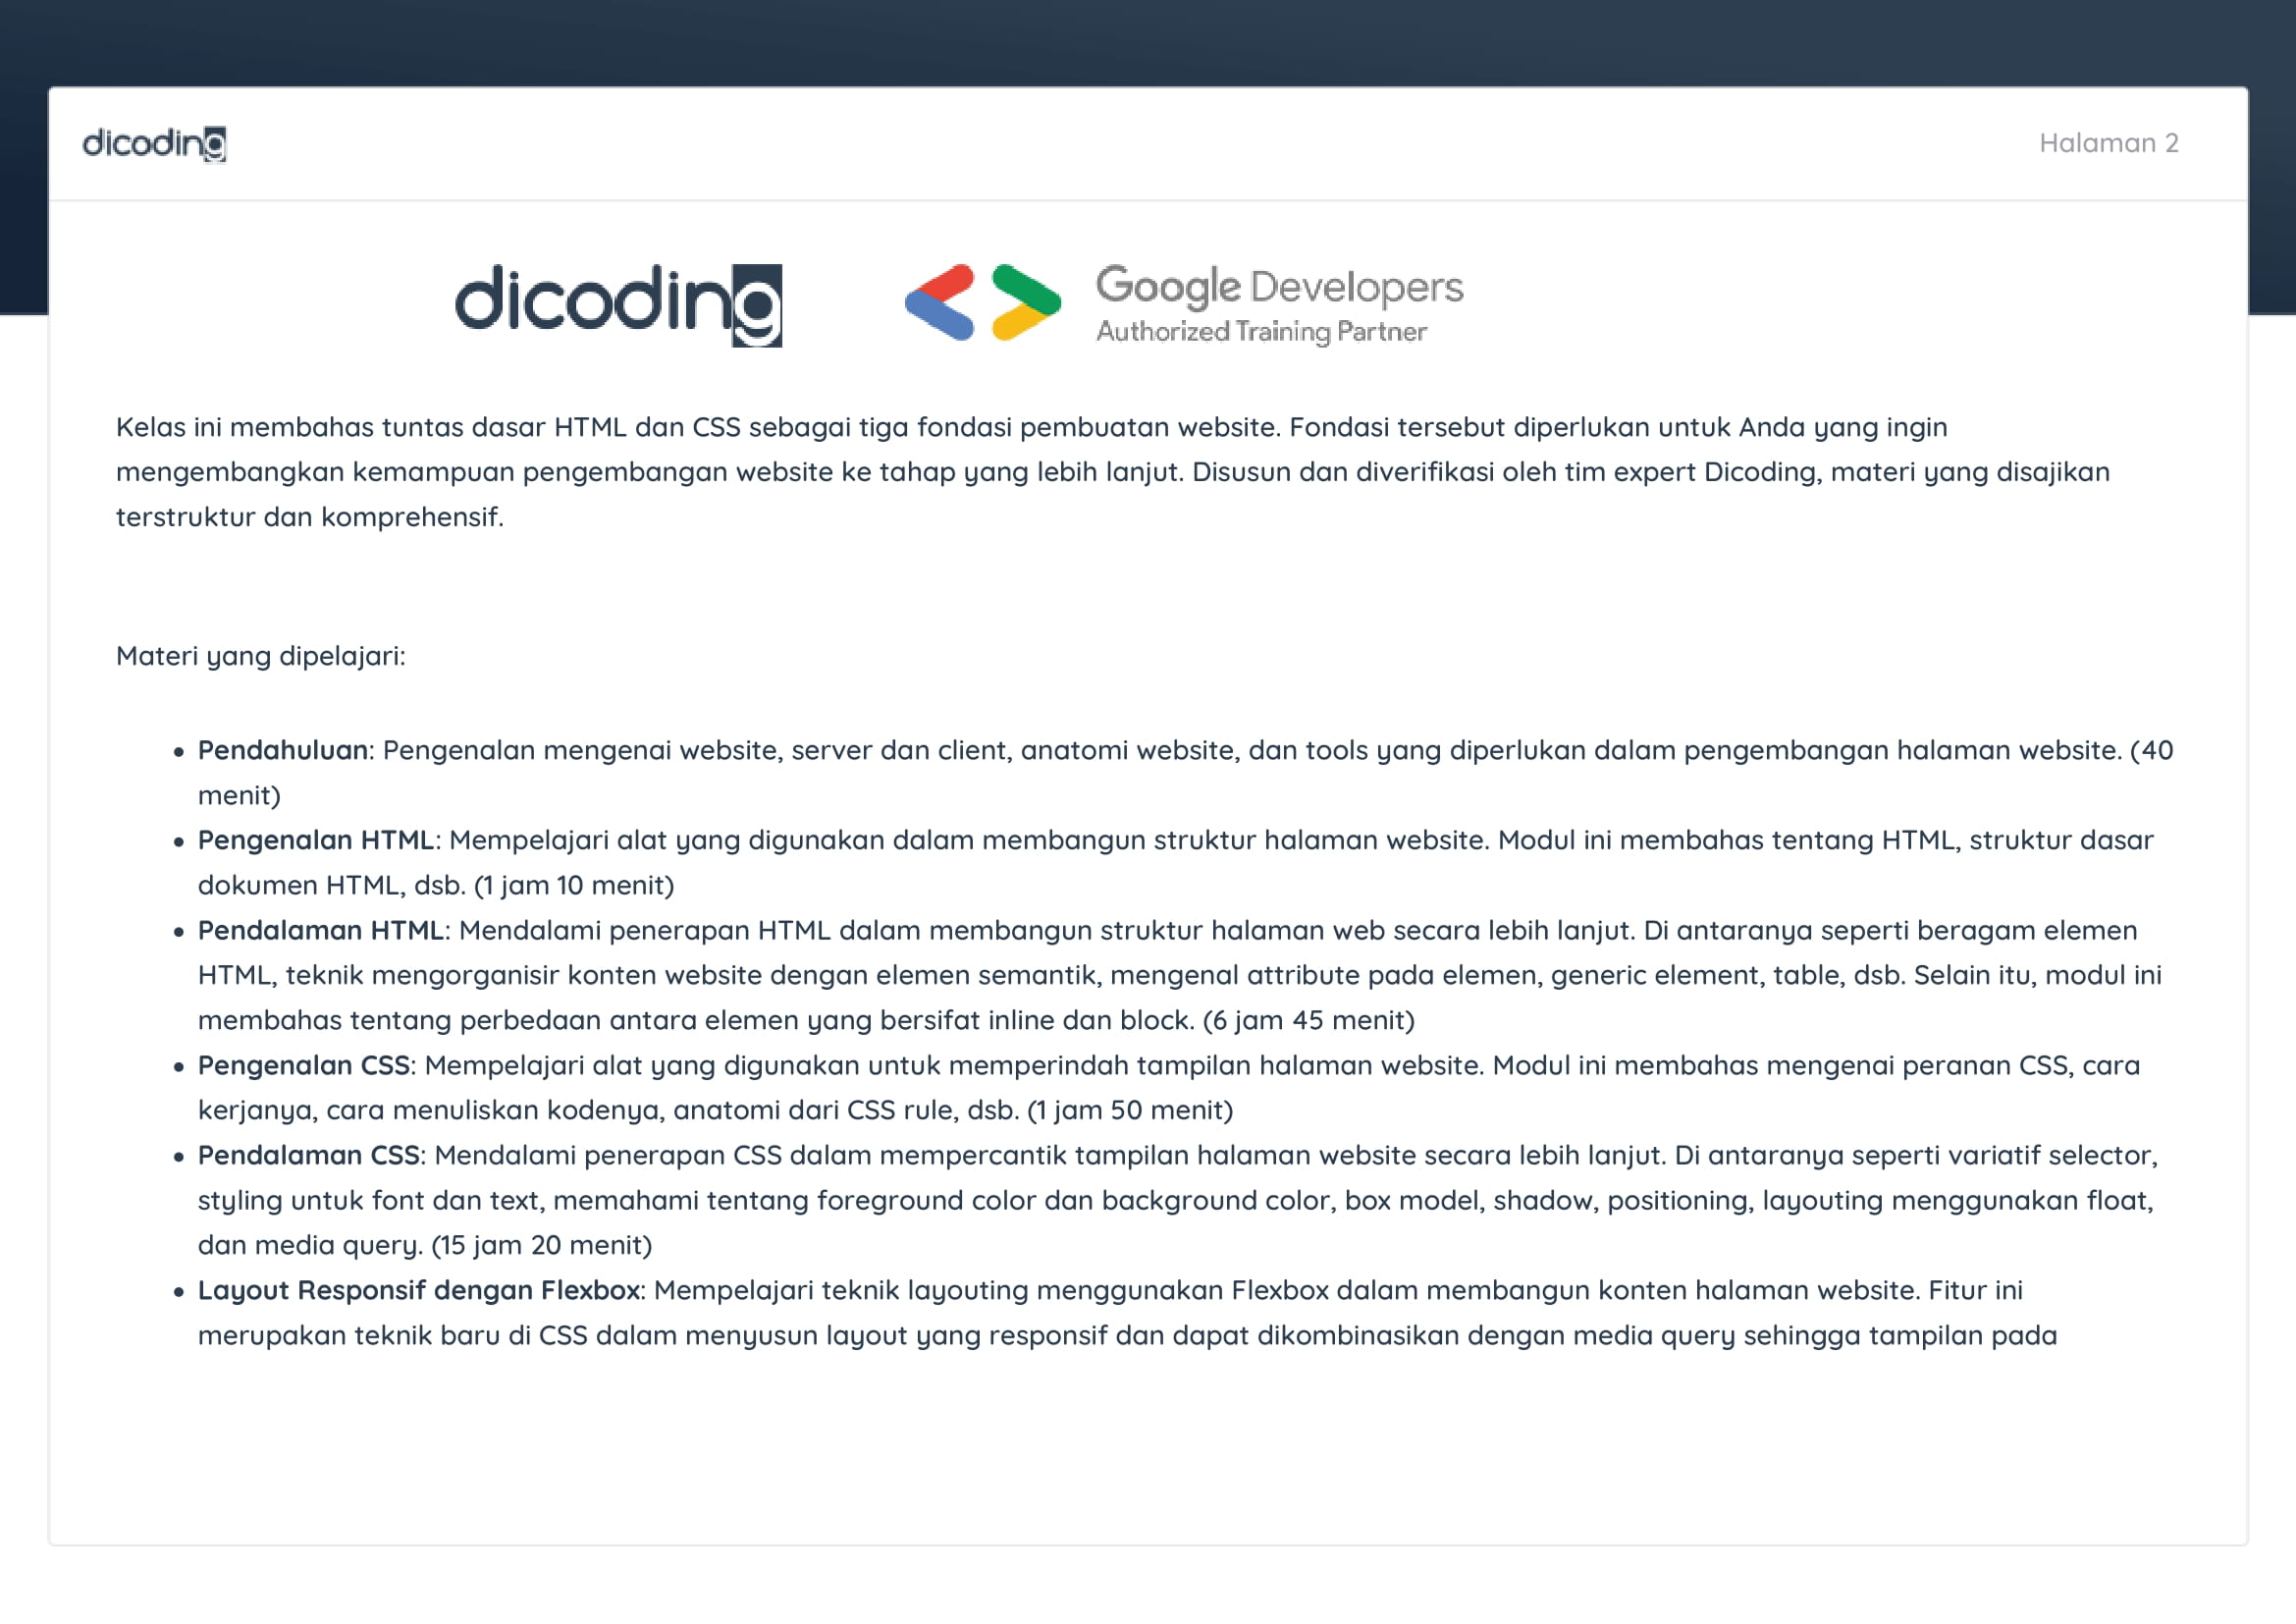 dicoding
Halaman 2
dicoding
Google Developers
Authorized Training Partner
Kelas ini membahas tuntas dasar HTML dan CSS sebagai tiga fondasi pembuatan website. Fondasi tersebut diperlukan untuk Anda yang ingin
mengembangkan kemampuan pengembangan website ke tahap yang lebih lanjut. Disusun dan diverifikasi oleh tim expert Dicoding, materi yang disajikan
terstruktur dan komprehensif.
Materi yang dipelajari:
• Pendahuluan: Pengenalan mengenai website, server dan client, anatomi website, dan tools yang diperlukan dalam pengembangan halaman website. (40
menit)
• Pengenalan HTML: Mempelajari alat yang digunakan dalam membangun struktur halaman website. Modul ini membahas tentang HTML, struktur dasar
dokumen HTML, dsb. (1 jam 10 menit)
• Pendalaman HTML: Mendalami penerapan HTML dalam membangun struktur halaman web secara lebih lanjut. Di antaranya seperti beragam elemen
HTML, teknik mengorganisir konten website dengan elemen semantik, mengenal attribute pada elemen, generic element, table, dsb. Selain itu, modul ini
membahas tentang perbedaan antara elemen yang bersifat inline dan block. (6 jam 45 menit)
• Pengenalan CSS: Mempelajari alat yang digunakan untuk memperindah tampilan halaman website. Modul ini membahas mengenai peranan CSS, cara
kerjanya, cara menuliskan kodenya, anatomi dari CSS rule, dsb. (1 jam 50 menit)
• Pendalaman CSS: Mendalami penerapan CSS dalam mempercantik tampilan halaman website secara lebih lanjut. Di antaranya seperti variatif selector,
styling untuk font dan text, memahami tentang foreground color dan background color, box model, shadow, positioning, layouting menggunakan float,
dan media query. (15 jam 20 menit)
• Layout Responsif dengan Flexbox: Mempelajari teknik layouting menggunakan Flexbox dalam membangun konten halaman website. Fitur ini
merupakan teknik baru di CSS dalam menyusun layout yang responsif dan dapat dikombinasikan dengan media query sehingga tampilan pada